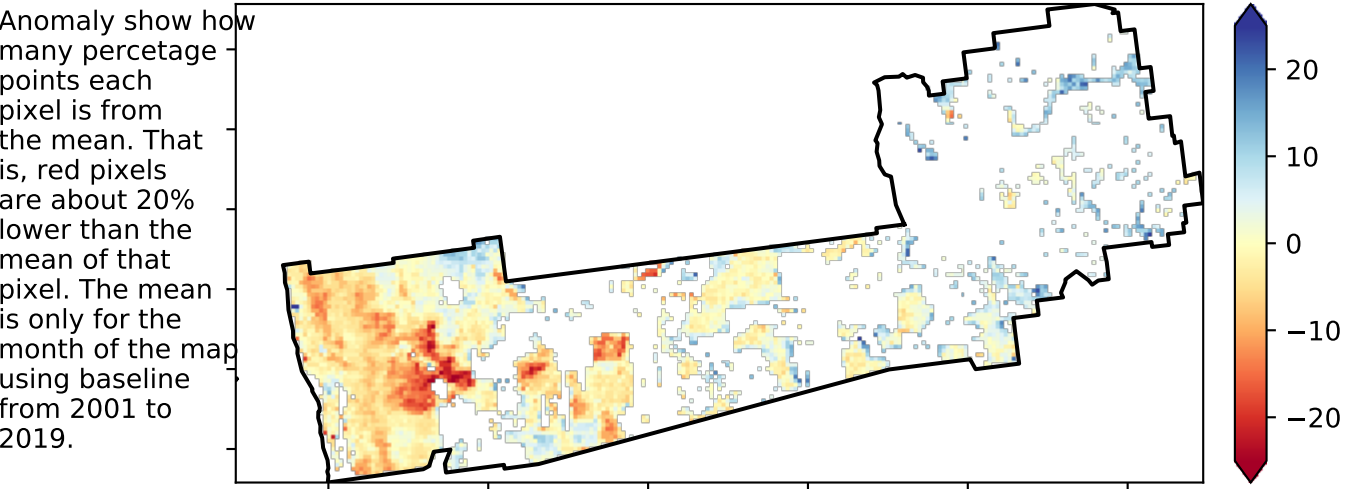 Anomaly show how
many percetage
points each
pixel is from
the mean. That
is, red pixels
are about 20%
lower than the
mean of that
pixel. The mean
is only for the
month of the map
using baseline
from 2001 to
2019.
20
10
0
−10
−20